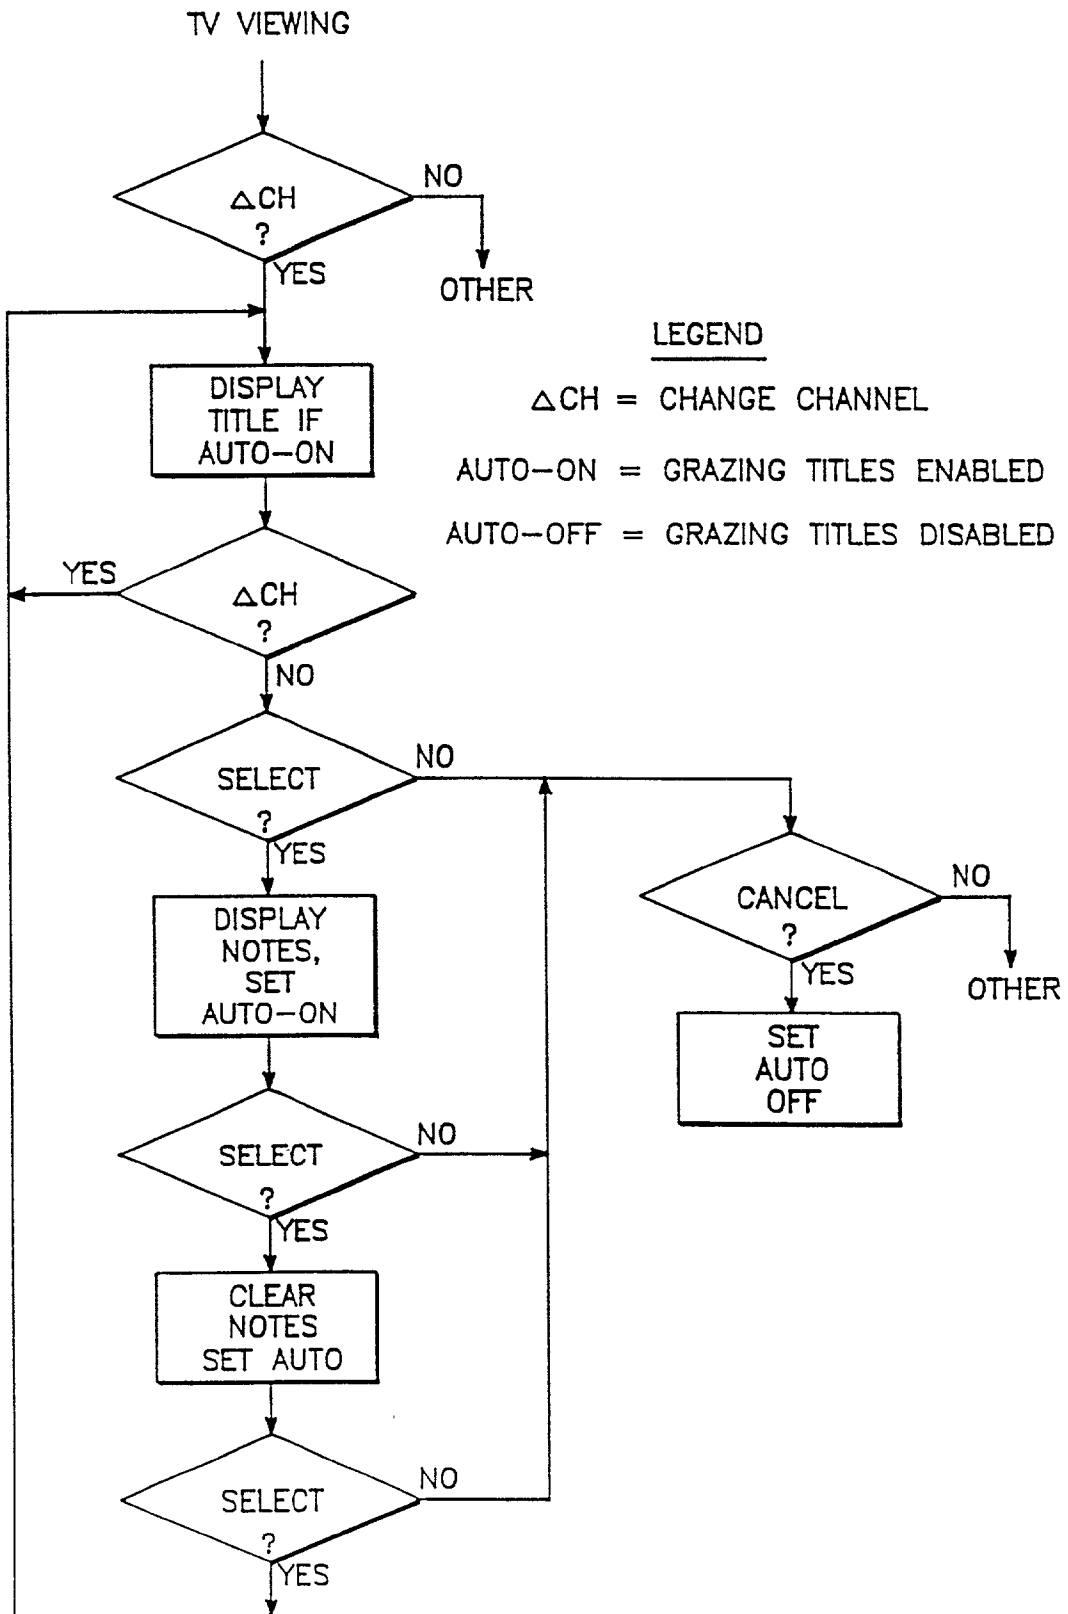 TV VIEWING
△CH
?
NO
YES
OTHER
LEGEND
△CH = CHANGE CHANNEL
AUTO-ON = GRAZING TITLES ENABLED
AUTO-OFF = GRAZING TITLES DISABLED
DISPLAY
TITLE IF
AUTO-ON
YES
△CH
?
NO
SELECT
?
NO
YES
CANCEL
?
NO
YES
OTHER
SET
AUTO
OFF
DISPLAY
NOTES,
SET
AUTO-ON
SELECT
?
NO
YES
CLEAR
NOTES
SET AUTO
SELECT
?
NO
YES